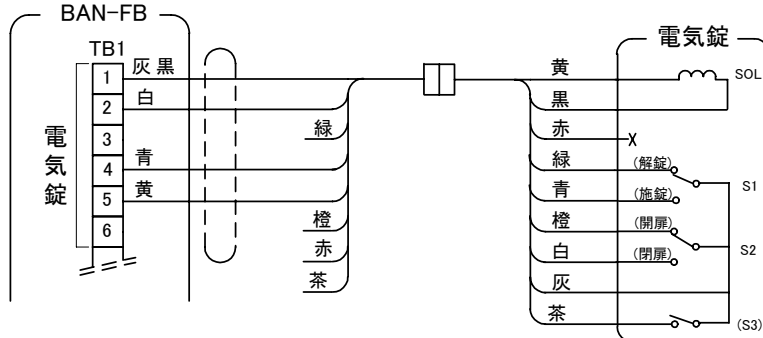 BAN-FB
TB1
電気錠
1
2
3
4
5
6
灰 黒
白
緑
青
黄
橙
赤
茶
電気錠
黄
SOL
黒
赤
X
緑
(解錠)
S1
青
(施錠)
橙
(開扉)
S2
白
(閉扉)
灰
茶
(S3)